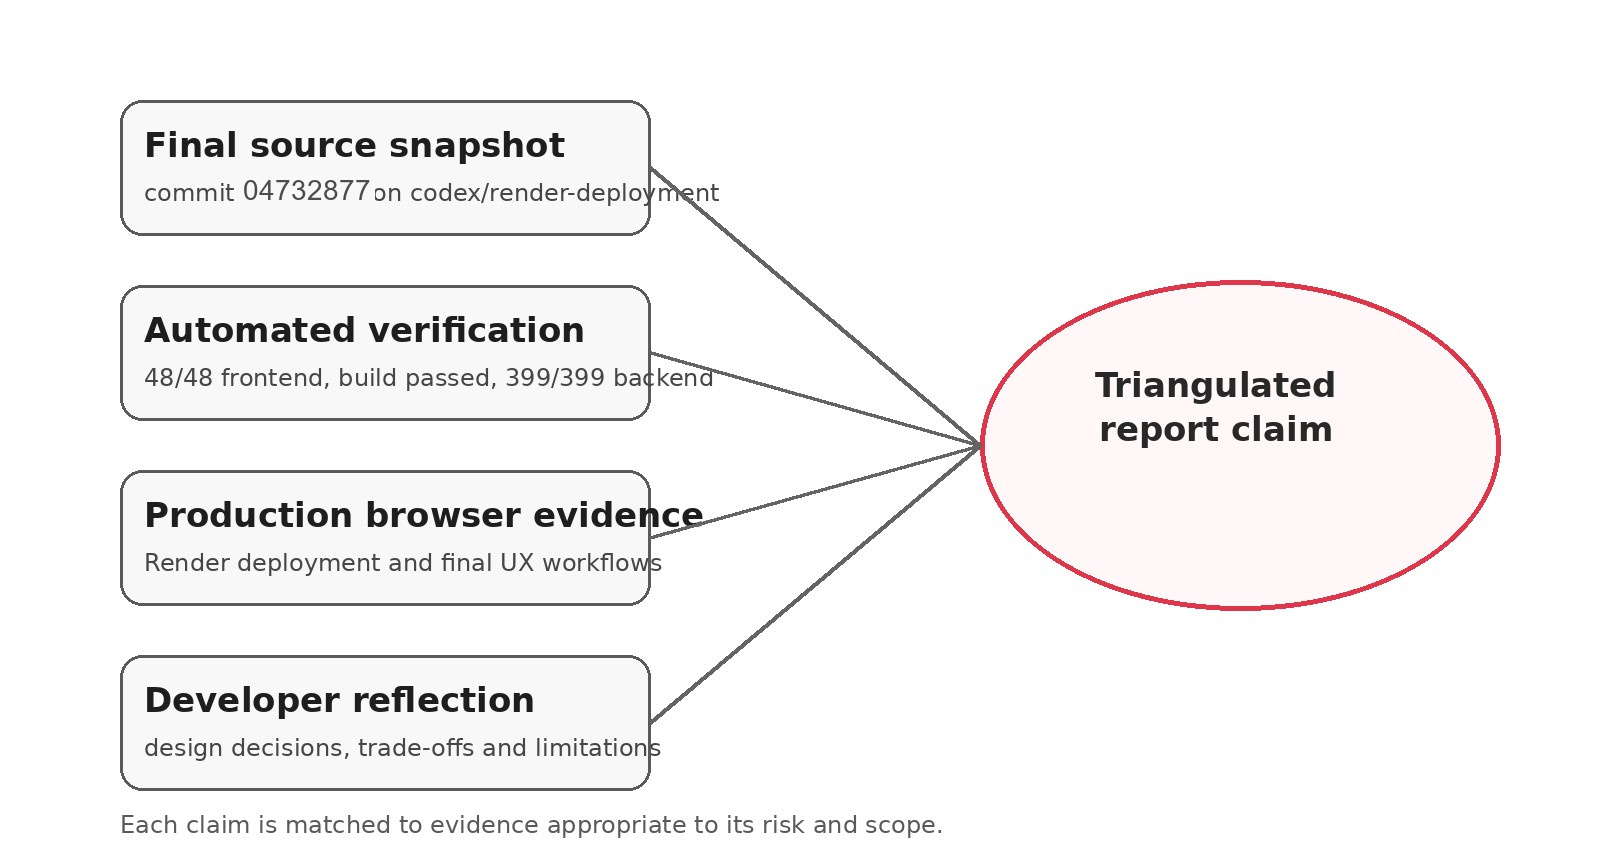 Final source snapshot
commit 04732877 on codex/render-deployment
Automated verification
48/48 frontend, build passed, 399/399 backend
Production browser evidence
Render deployment and final UX workflows
Developer reflection
design decisions, trade-offs and limitations
Triangulated
report claim
Each claim is matched to evidence appropriate to its risk and scope.